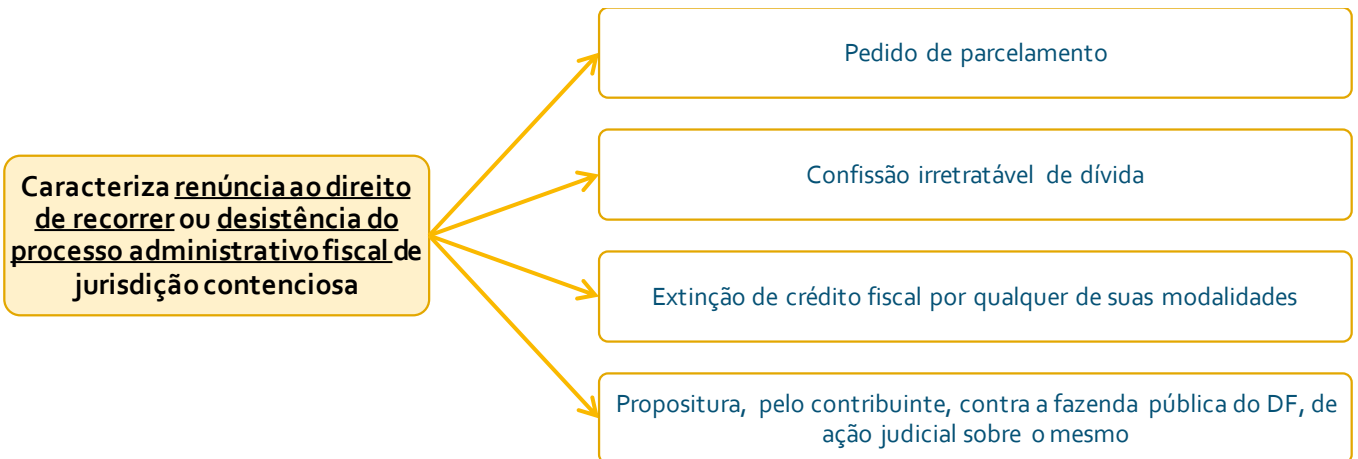 Pedido de parcelamento
Caracteriza renúncia ao direito
de recorrer ou desistência do
processo administrativo fiscal de
jurisdição contenciosa
Confissão irretratável de dívida
Extinção de crédito fiscal por qualquer de suas modalidades
Propositura, pelo contribuinte, contra a fazenda pública do DF, de
ação judicial sobre o mesmo